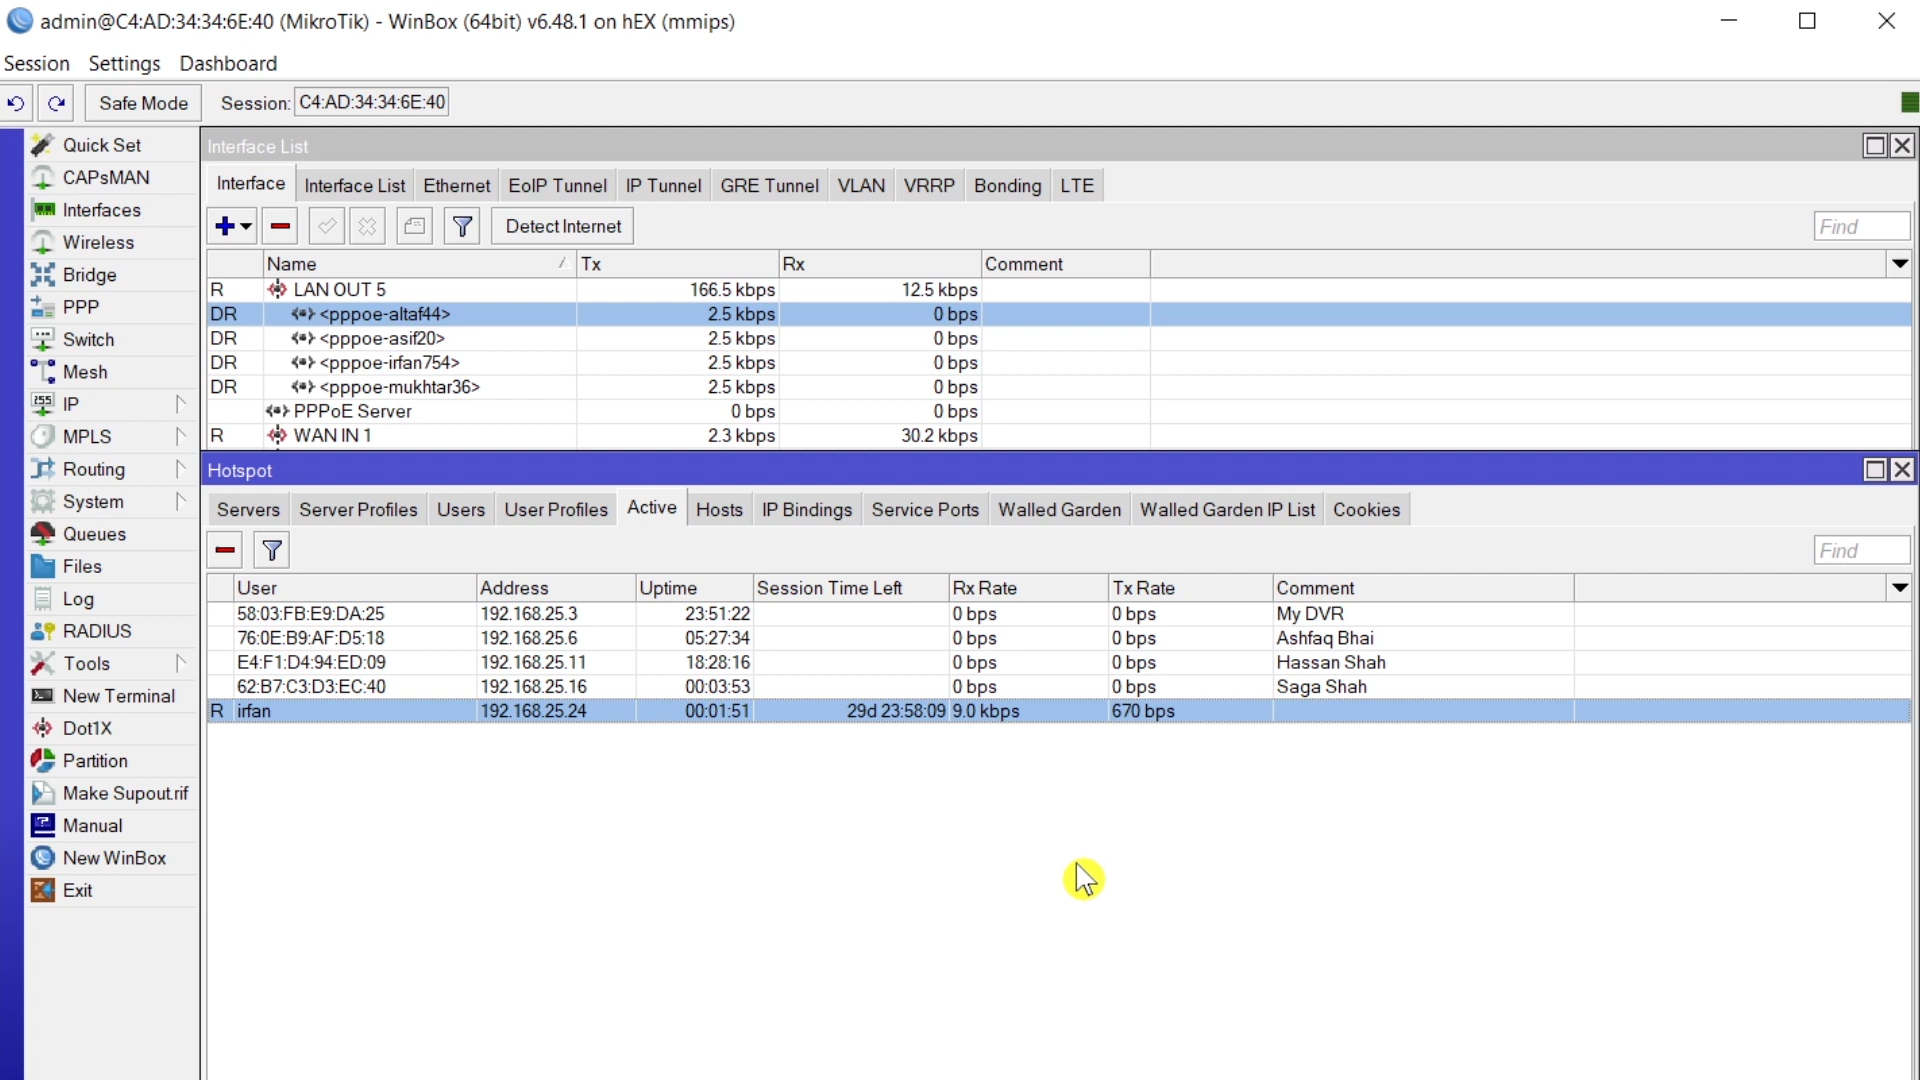 admin@C4:AD:34:34:6E:40 (MikroTik) - WinBox (64bit) v6.48.1 on hEX (mmips)
Session Settings Dashboard
Safe Mode Session: C4:AD:34:34:6E:40
Quick Set
CAPsMAN
Interfaces
Wireless
Bridge
PPP
Switch
Mesh
IP
MPLS
Routing
System
Queues
Files
Log
RADIUS
Tools
New Terminal
Dot1X
Partition
Make Supout.rif
Manual
New WinBox
Exit
Interface List
Interface Interface List Ethernet EoIP Tunnel IP Tunnel GRE Tunnel VLAN VRRP Bonding LTE
Detect Internet Find
Name Tx Rx Comment
R LAN OUT 5 166.5 kbps 12.5 kbps
DR <pppoe-altaf44> 2.5 kbps 0 bps
DR <pppoe-asif20> 2.5 kbps 0 bps
DR <pppoe-irfan754> 2.5 kbps 0 bps
DR <pppoe-mukhtar36> 2.5 kbps 0 bps
PPPoE Server 0 bps 0 bps
R WAN IN 1 2.3 kbps 30.2 kbps
Hotspot
Servers Server Profiles Users User Profiles Active Hosts IP Bindings Service Ports Walled Garden Walled Garden IP List Cookies
Find
User Address Uptime Session Time Left Rx Rate Tx Rate Comment
58:03:FB:E9:DA:25 192.168.25.3 23:51:22 0 bps 0 bps My DVR
76:0E:B9:AF:D5:18 192.168.25.6 05:27:34 0 bps 0 bps Ashfaq Bhai
E4:F1:D4:94:ED:09 192.168.25.11 18:28:16 0 bps 0 bps Hassan Shah
62:B7:C3:D3:EC:40 192.168.25.16 00:03:53 0 bps 0 bps Saga Shah
R irfan 192.168.25.24 00:01:51 29d 23:58:09 9.0 kbps 670 bps